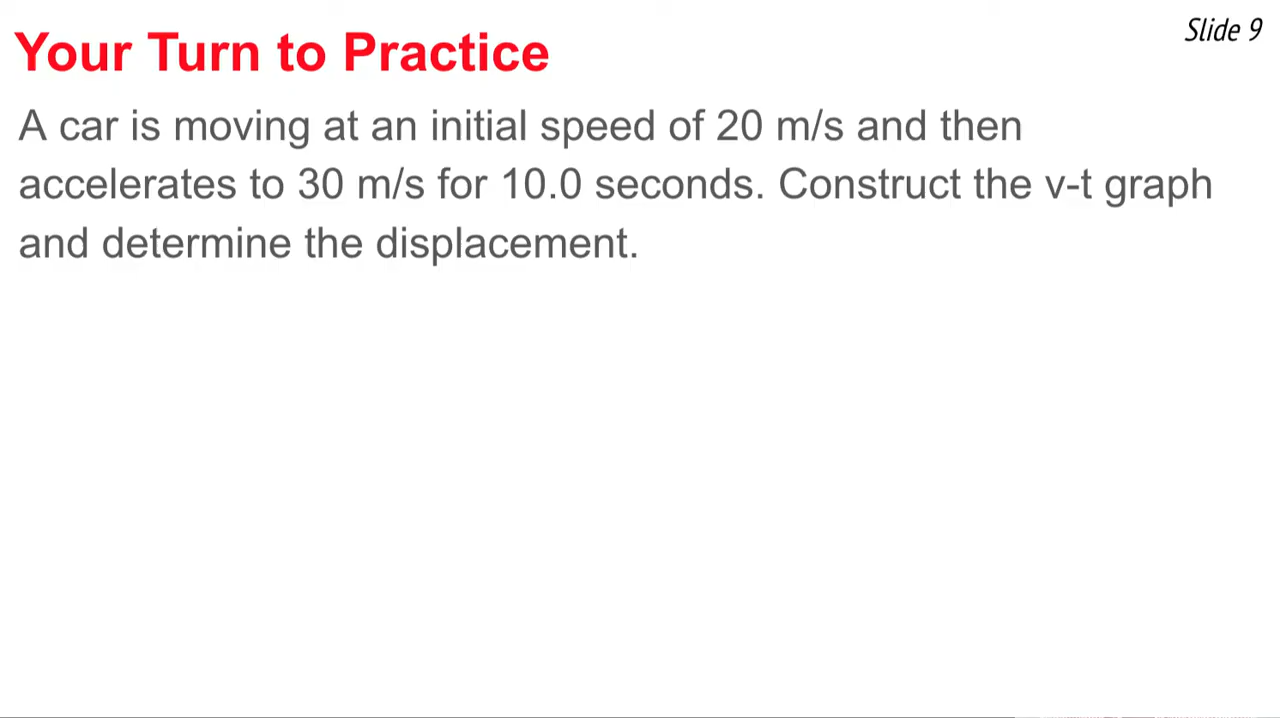 Slide 9
Your Turn to Practice
A car is moving at an initial speed of 20 m/s and then
accelerates to 30 m/s for 10.0 seconds. Construct the v-t graph
and determine the displacement.